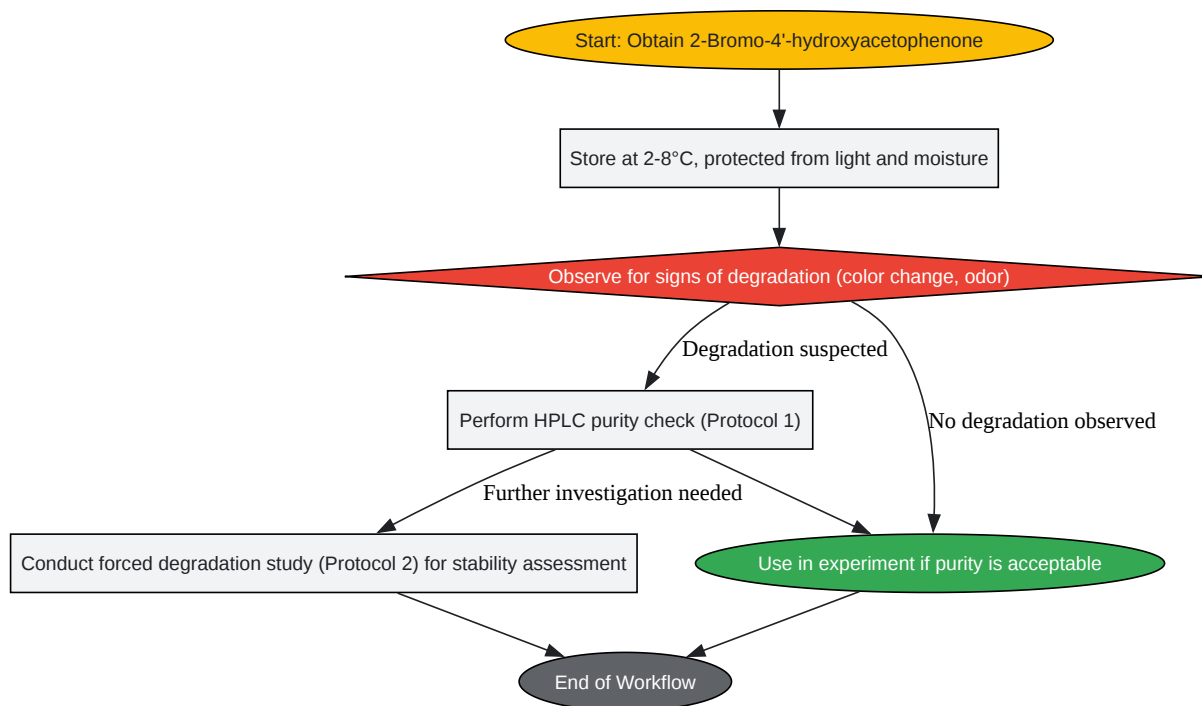 Start: Obtain 2-Bromo-4'-hydroxyacetophenone
Store at 2-8°C, protected from light and moisture
Observe for signs of degradation (color change, odor)
Degradation suspected
Perform HPLC purity check (Protocol 1)
No degradation observed
Further investigation needed
Conduct forced degradation study (Protocol 2) for stability assessment
Use in experiment if purity is acceptable
End of Workflow